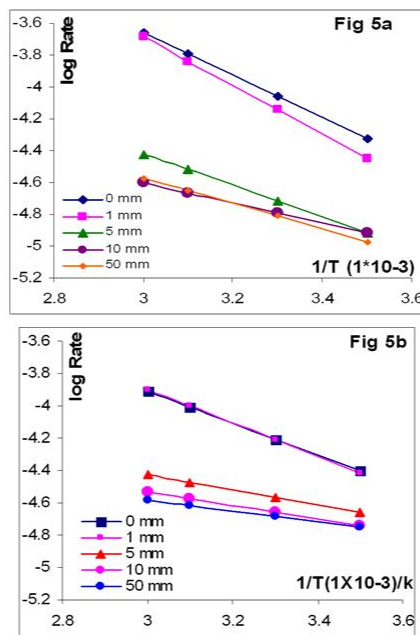 Fig 5a
log Rate
-3.6
-3.8
-4
-4.2
-4.4
-4.6
-4.8
-5
-5.2
0 mm
1 mm
5 mm
10 mm
50 mm
1/T (1*10-3)
2.8
3
3.2
3.4
3.6
Fig 5b
log Rate
-3.6
-3.8
-4
-4.2
-4.4
-4.6
-4.8
-5
-5.2
0 mm
1 mm
5 mm
10 mm
50 mm
1/T(1X10-3)/k
2.8
3
3.2
3.4
3.6